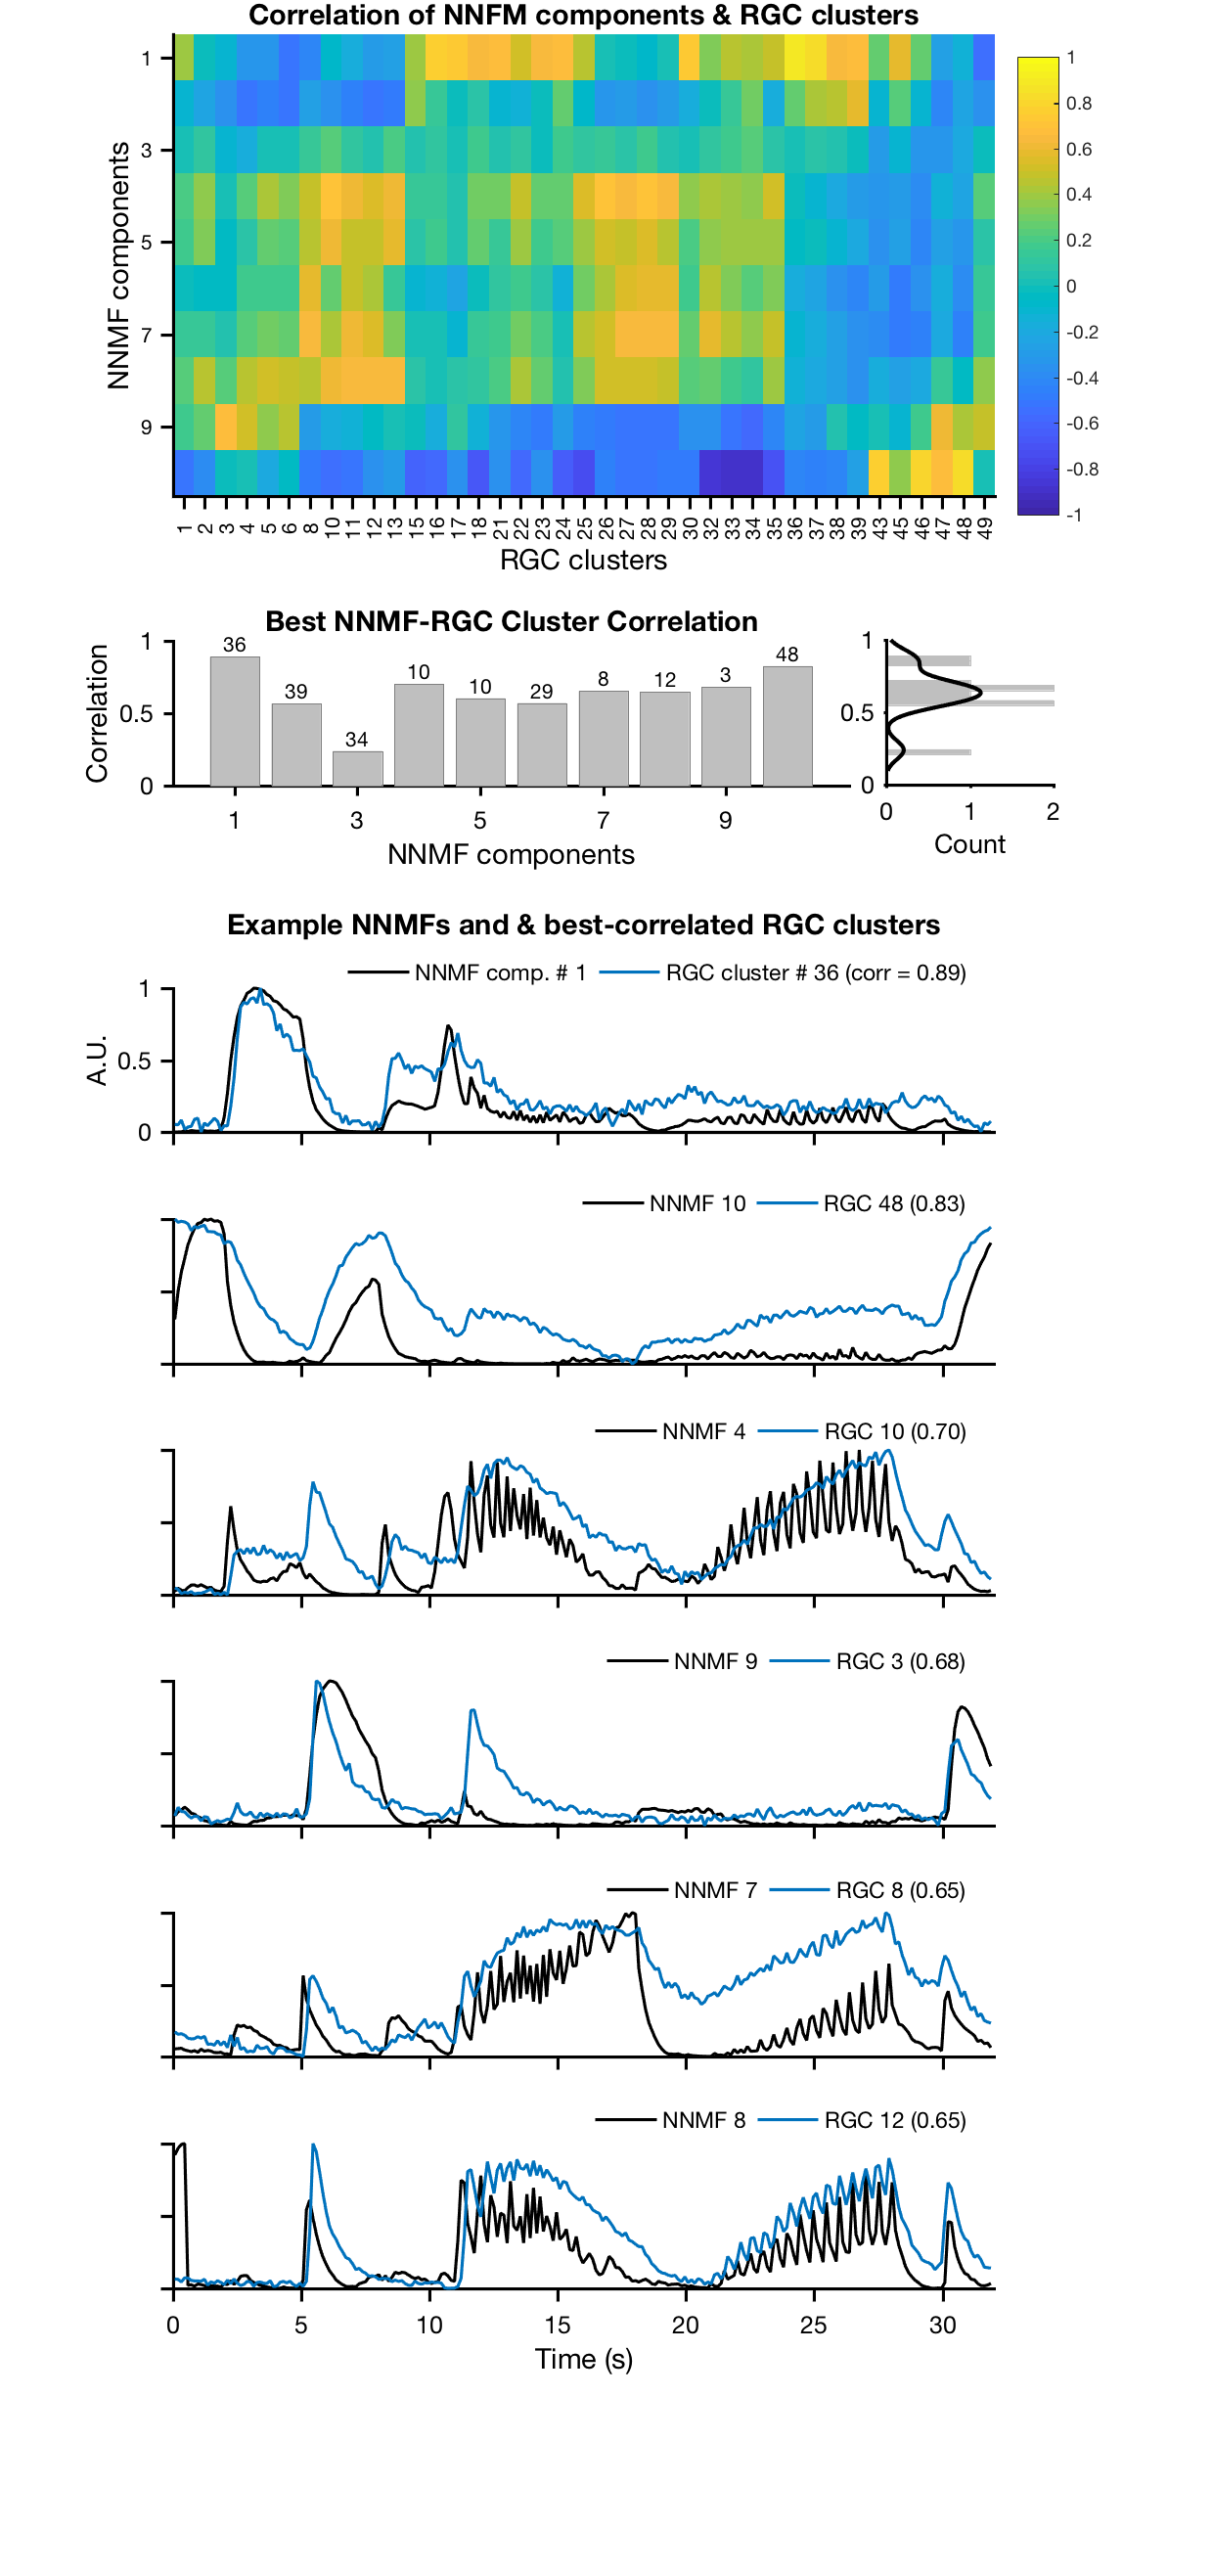 Correlation of NNFM components & RGC clusters
NNMF components
1
3
5
7
9
1
0.8
0.6
0.4
0.2
0
-0.2
-0.4
-0.6
-0.8
-1
1 2 3 4 5 6 8 10 11 12 13 15 16 17 18 21 22 23 24 25 26 27 28 29 30 32 33 34 35 36 37 38 39 43 45 46 47 48 49
RGC clusters
Best NNMF-RGC Cluster Correlation
Correlation
1
0.5
0
36 39 34 10 10 29 8 12 3 48
1 3 5 7 9
NNMF components
1
0.5
0
0 1 2
Count
Example NNMFs and & best-correlated RGC clusters
NNMF comp. # 1 RGC cluster # 36 (corr = 0.89)
A.U.
1
0.5
0
NNMF 10 RGC 48 (0.83)
NNMF 4 RGC 10 (0.70)
NNMF 9 RGC 3 (0.68)
NNMF 7 RGC 8 (0.65)
NNMF 8 RGC 12 (0.65)
0 5 10 15 20 25 30
Time (s)